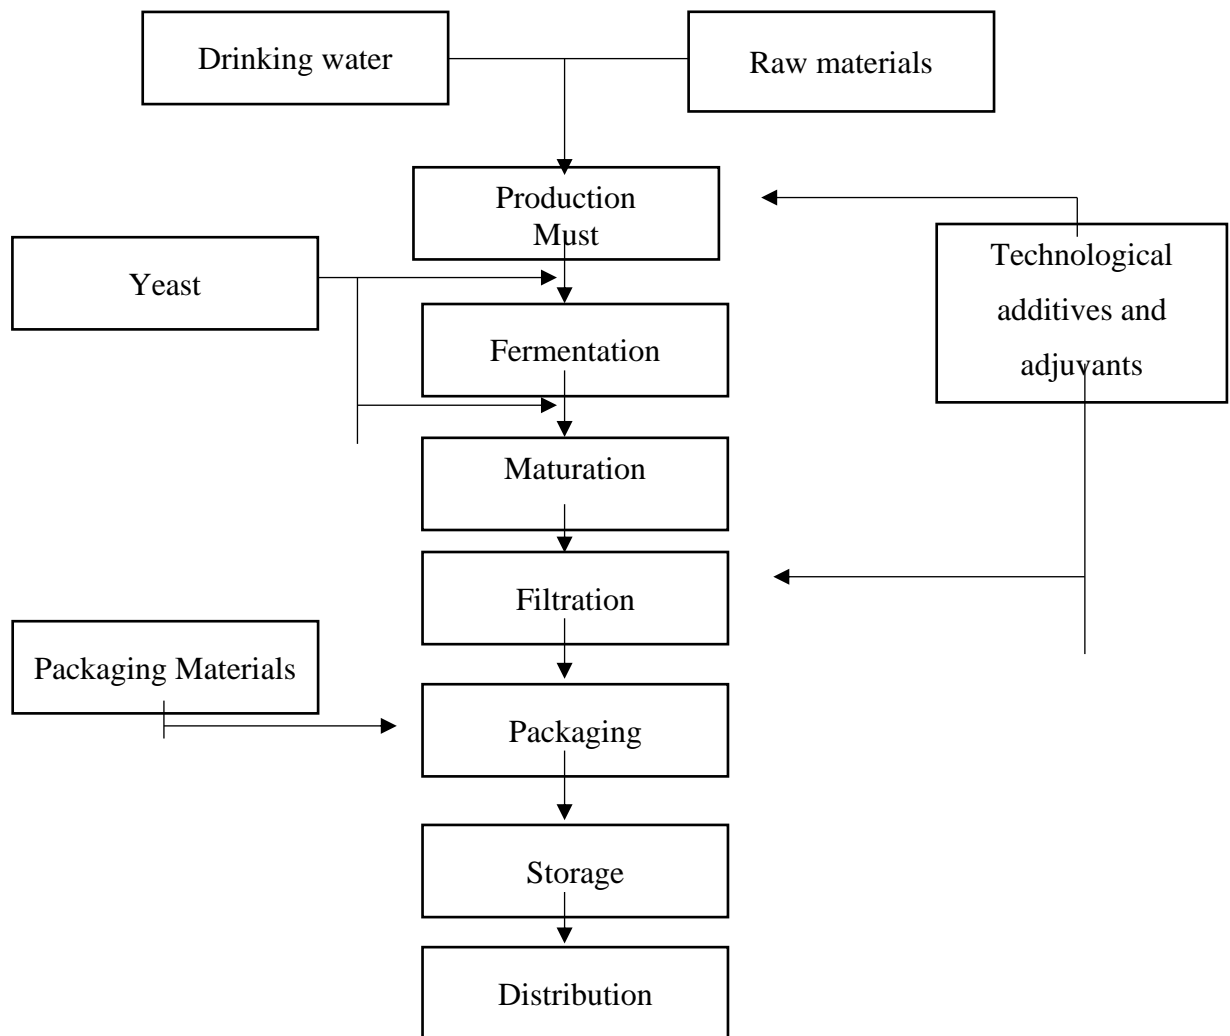 Drinking water
Raw materials
Production
Must
Technological
additives and
adjuvants
Yeast
Fermentation
Maturation
Filtration
Packaging Materials
Packaging
Storage
Distribution